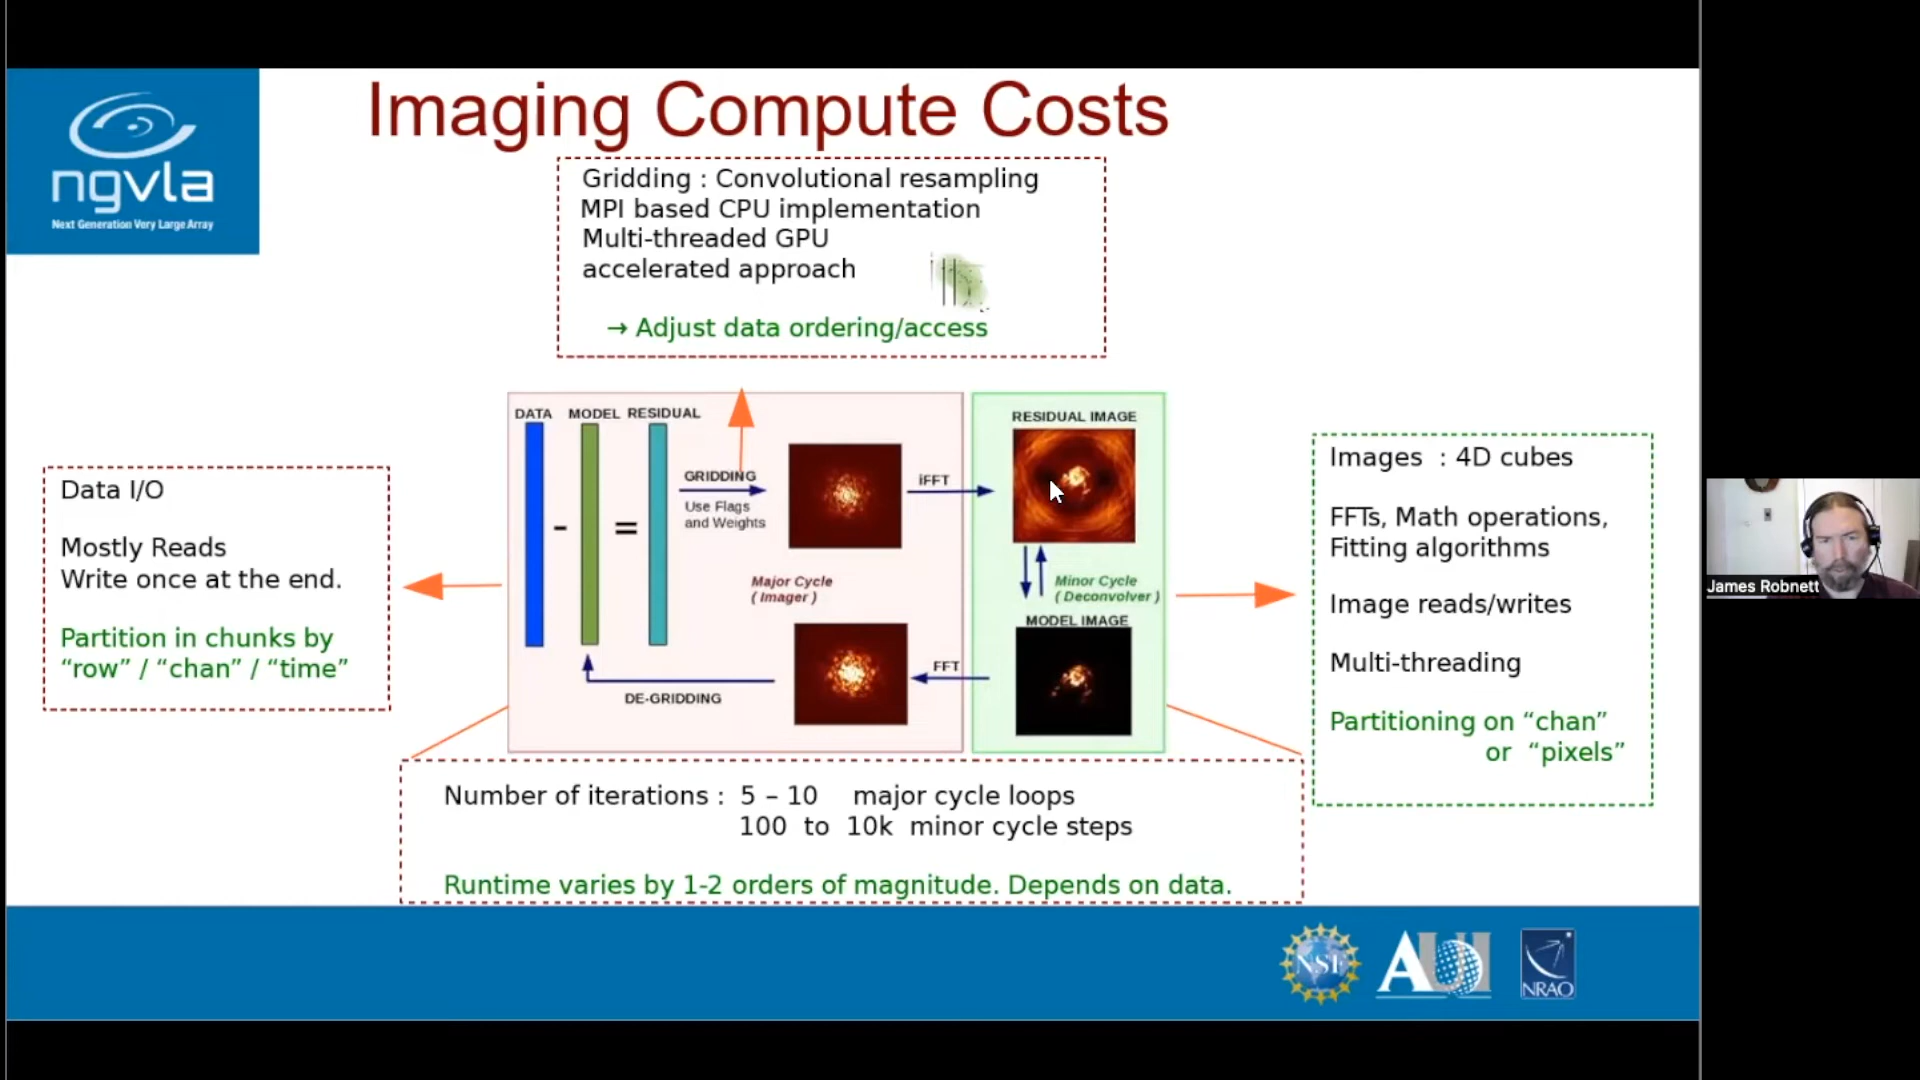 Imaging Compute Costs
ngvla
Next Generation Very Large Array
Gridding : Convolutional resampling
MPI based CPU implementation
Multi-threaded GPU
accelerated approach
→ Adjust data ordering/access
Data I/O
Mostly Reads
Write once at the end.
Partition in chunks by
“row” / “chan” / “time”
DATA
MODEL
RESIDUAL
-
=
GRIDDING
Use Flags
and Weights
iFFT
Major Cycle
( Imager )
DE-GRIDDING
FFT
RESIDUAL IMAGE
Minor Cycle
( Deconvolver )
MODEL IMAGE
Images : 4D cubes
FFTs, Math operations,
Fitting algorithms
Image reads/writes
Multi-threading
Partitioning on “chan”
or “pixels”
Number of iterations : 5 – 10 major cycle loops
100 to 10k minor cycle steps
Runtime varies by 1-2 orders of magnitude. Depends on data.
NSF
AUI
NRAO
James Robnett